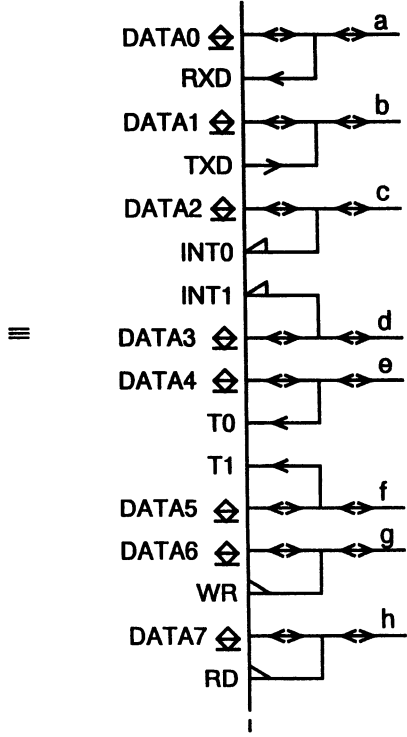 DATA0 a
RXD
DATA1 b
TXD
DATA2 c
INT0
INT1
DATA3 d
DATA4 e
T0
T1
DATA5 f
DATA6 g
WR
DATA7 h
RD